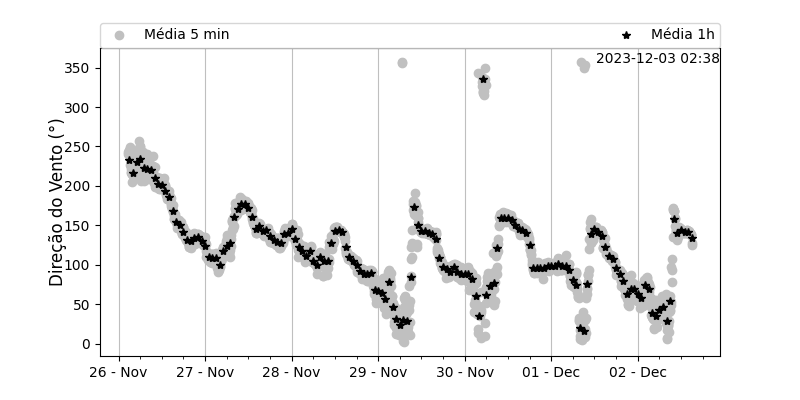 Média 5 min
Média 1h
2023-12-03 02:38
Direção do Vento (°)
350
300
250
200
150
100
50
0
26 - Nov
27 - Nov
28 - Nov
29 - Nov
30 - Nov
01 - Dec
02 - Dec